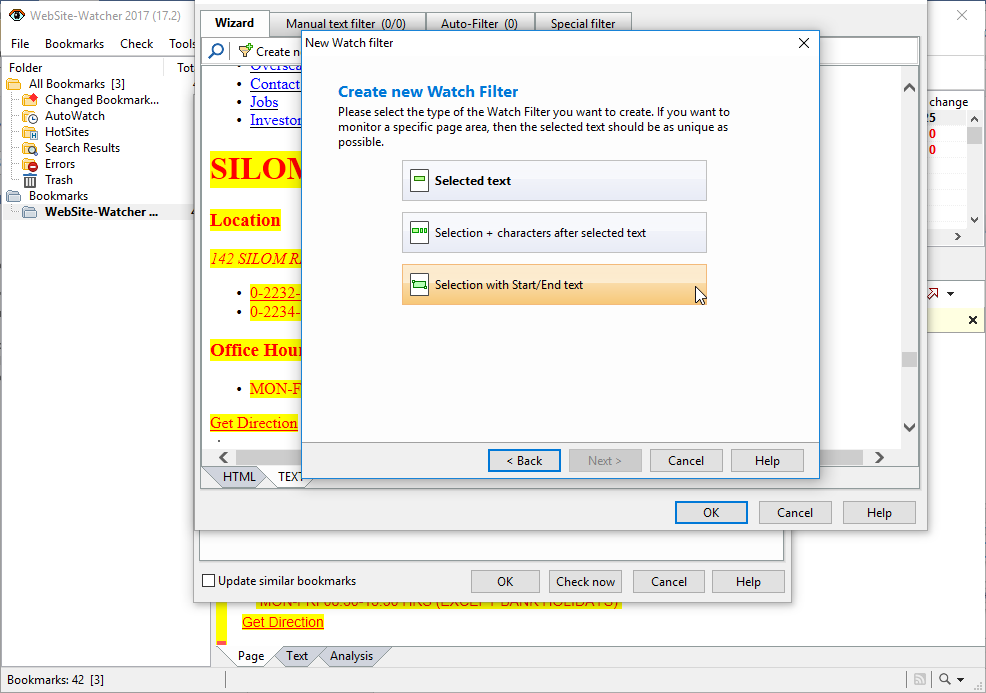 WebSite-Watcher 2017 (17.2)
File Bookmarks Check Tools
Folder Tot
All Bookmarks [3]
Changed Bookmark...
AutoWatch
HotSites
Search Results
Errors
Trash
Bookmarks
WebSite-Watcher ...
Wizard Manual text filter (0/0) Auto-Filter (0) Special filter
Create n
Contact
Jobs
Investor
SILOM
Location
142 SILOM R
0-2232-
0-2234-
Office Hour
MON-F
Get Direction
HTML TEXT
New Watch filter
Create new Watch Filter
Please select the type of the Watch Filter you want to create. If you want to
monitor a specific page area, then the selected text should be as unique as
possible.
Selected text
Selection + characters after selected text
Selection with Start/End text
< Back Next > Cancel Help
OK Cancel Help
change
0
0
Update similar bookmarks
OK Check now Cancel Help
Get Direction
Page Text Analysis
Bookmarks: 42 [3]